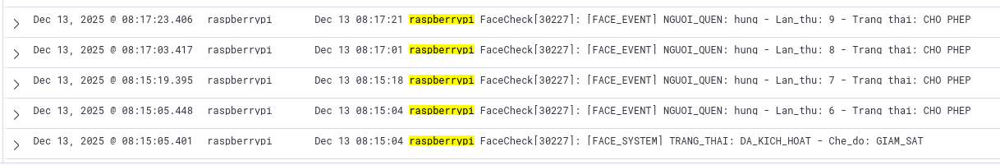 Dec 13, 2025 @ 08:17:23.406 raspberrypi Dec 13 08:17:21 raspberrypi FaceCheck[30227]: [FACE_EVENT] NGUOI_QUEN: hung - Lan_thu: 9 - Trang thai: CHO PHEP
Dec 13, 2025 @ 08:17:03.417 raspberrypi Dec 13 08:17:01 raspberrypi FaceCheck[30227]: [FACE_EVENT] NGUOI_QUEN: hung - Lan_thu: 8 - Trang thai: CHO PHEP
Dec 13, 2025 @ 08:15:19.395 raspberrypi Dec 13 08:15:18 raspberrypi FaceCheck[30227]: [FACE_EVENT] NGUOI_QUEN: hung - Lan_thu: 7 - Trang thai: CHO PHEP
Dec 13, 2025 @ 08:15:05.448 raspberrypi Dec 13 08:15:04 raspberrypi FaceCheck[30227]: [FACE_EVENT] NGUOI_QUEN: hung - Lan_thu: 6 - Trang thai: CHO PHEP
Dec 13, 2025 @ 08:15:05.401 raspberrypi Dec 13 08:15:04 raspberrypi FaceCheck[30227]: [FACE_SYSTEM] TRANG_THAI: DA_KICH_HOAT - Che_do: GIAM_SAT